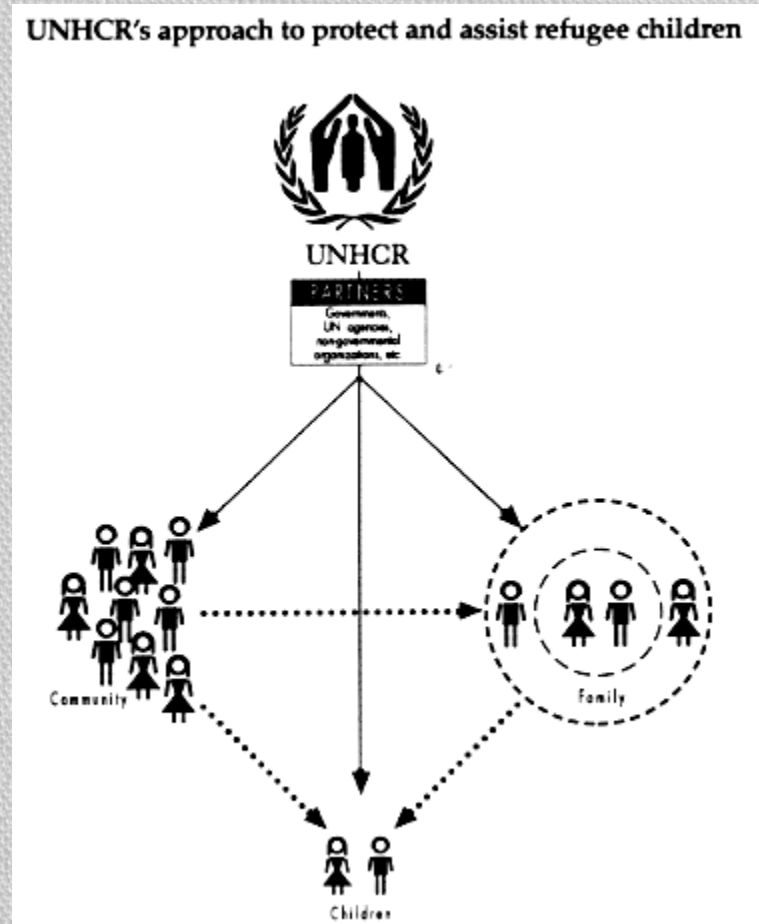 UNHCR's approach to protect and assist refugee children
UNHCR
PARTNERS
Governments,
UN agencies,
non-governmental
organizations, etc
Community
Family
Children